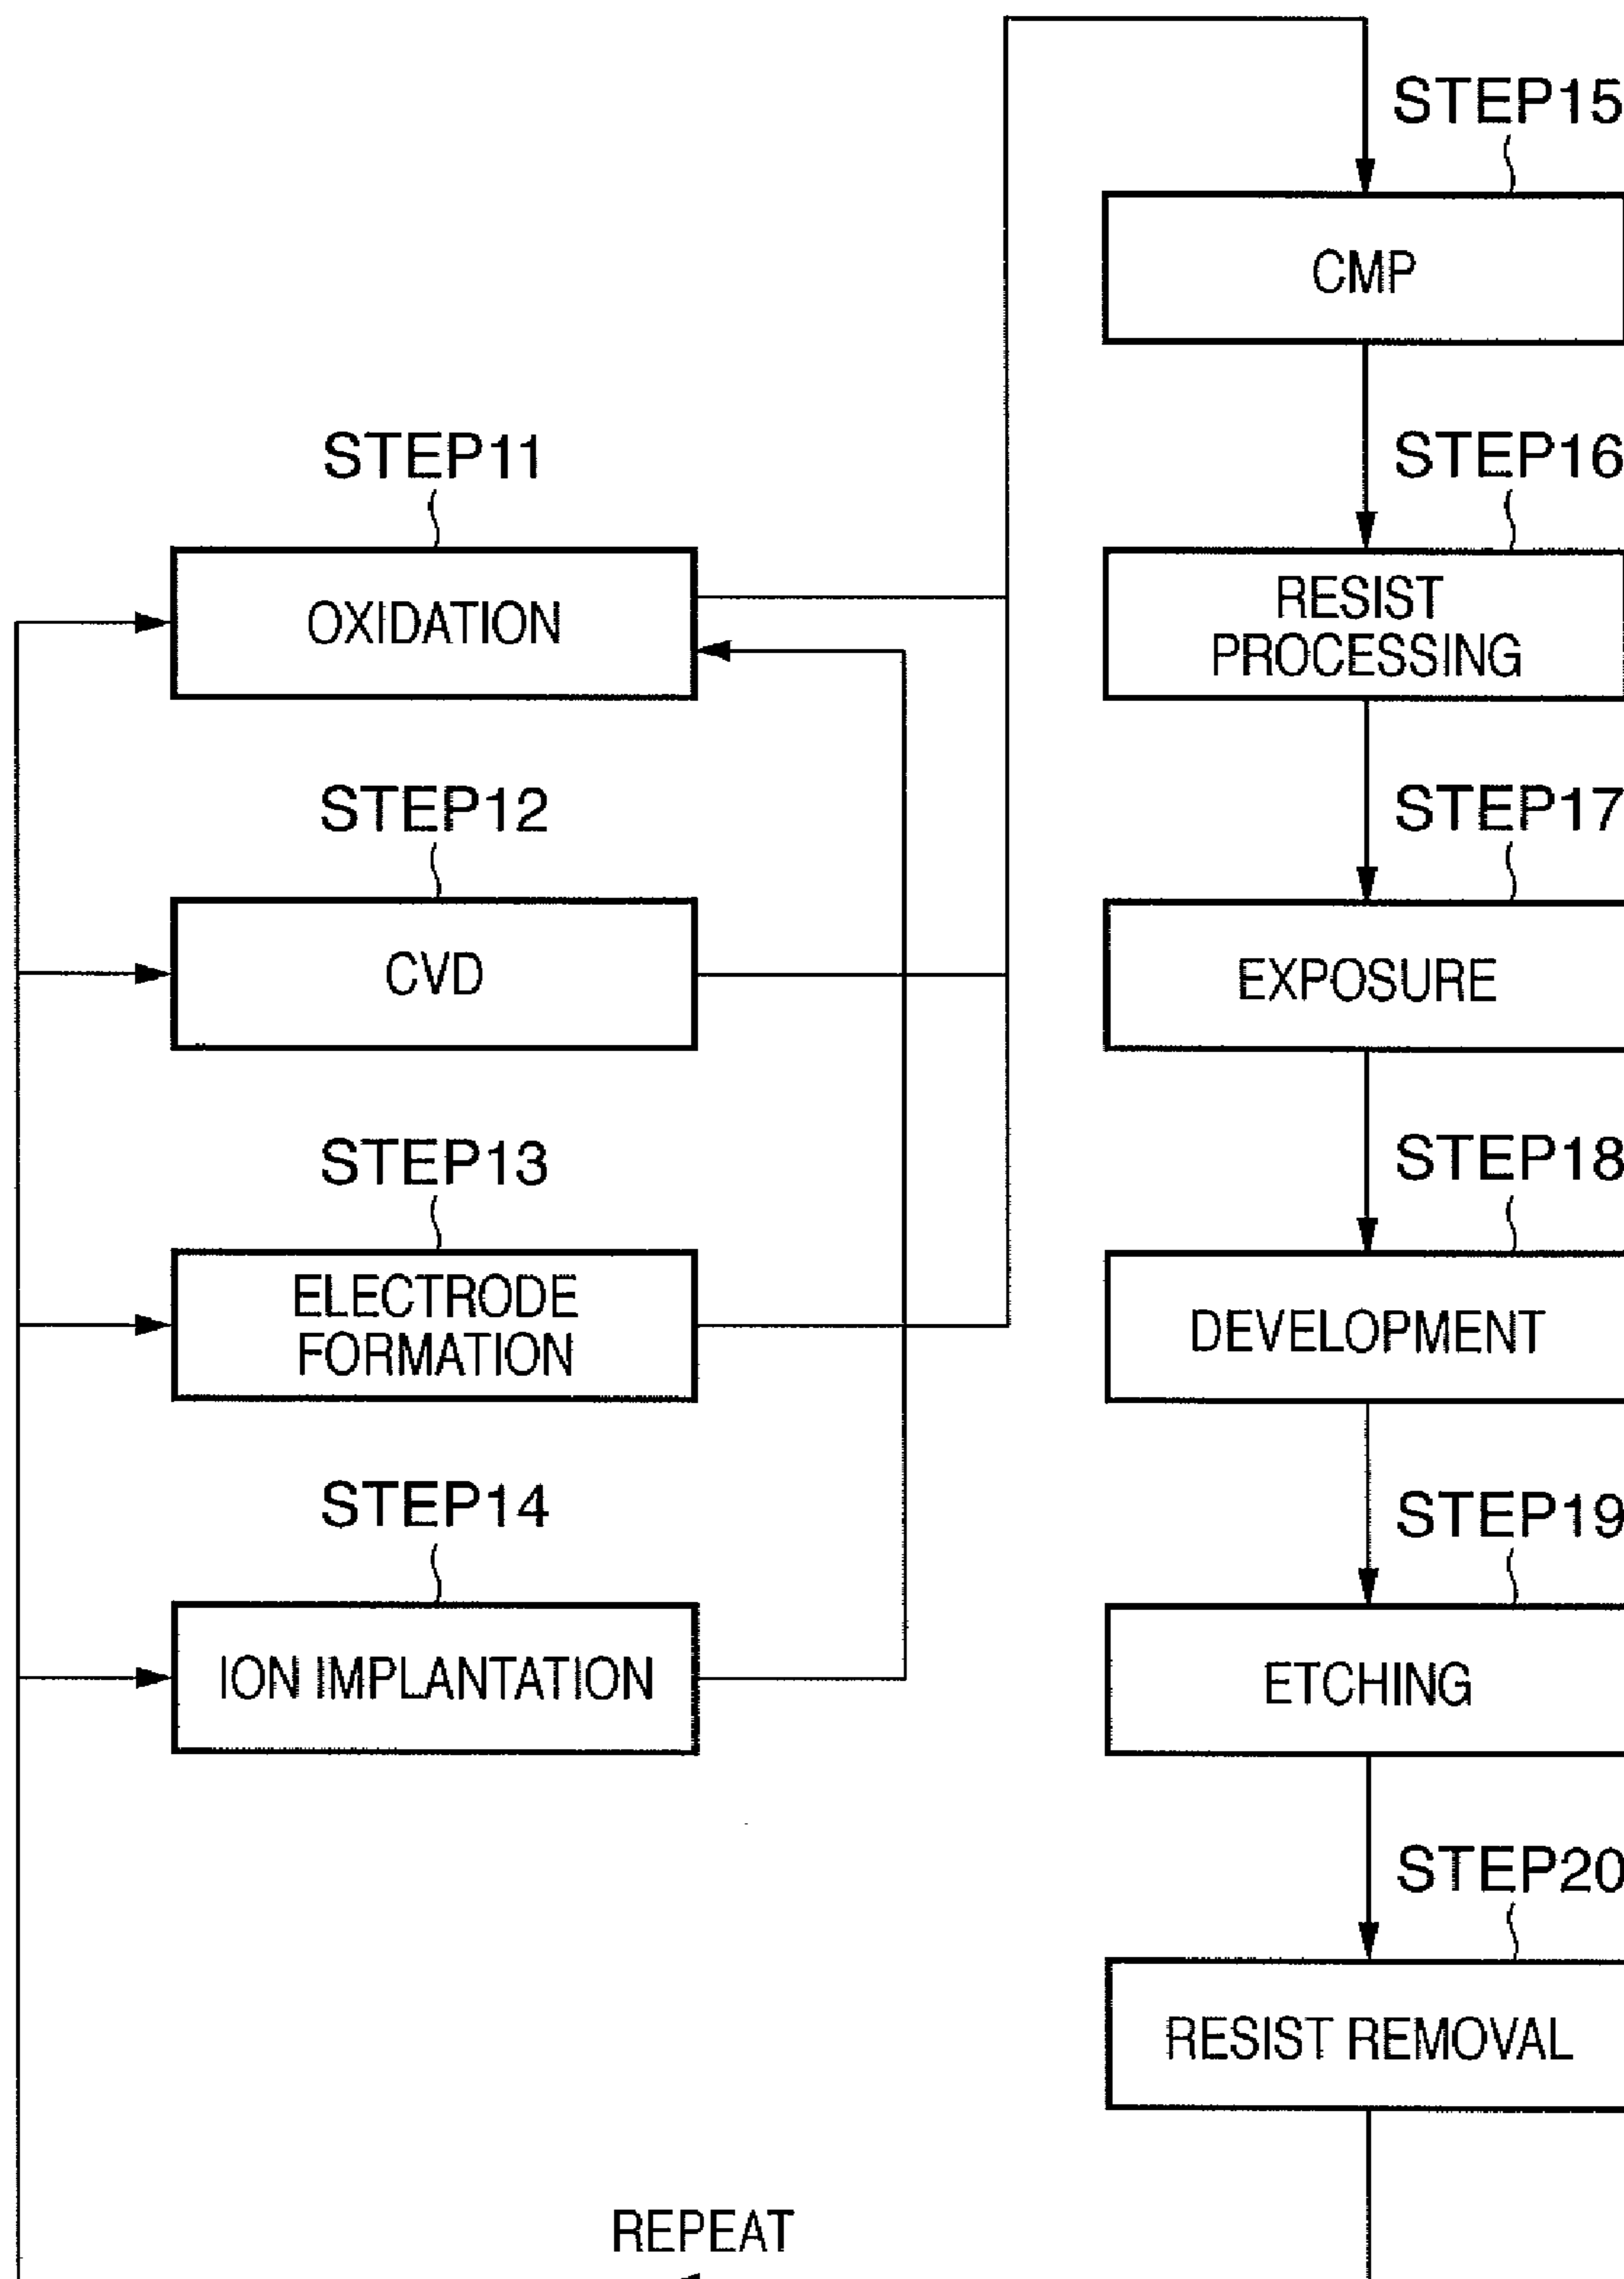 STEP11
OXIDATION
STEP12
CVD
STEP13
ELECTRODE
FORMATION
STEP14
ION IMPLANTATION
STEP15
CMP
STEP16
RESIST
PROCESSING
STEP17
EXPOSURE
STEP18
DEVELOPMENT
STEP19
ETCHING
STEP20
RESIST REMOVAL
REPEAT